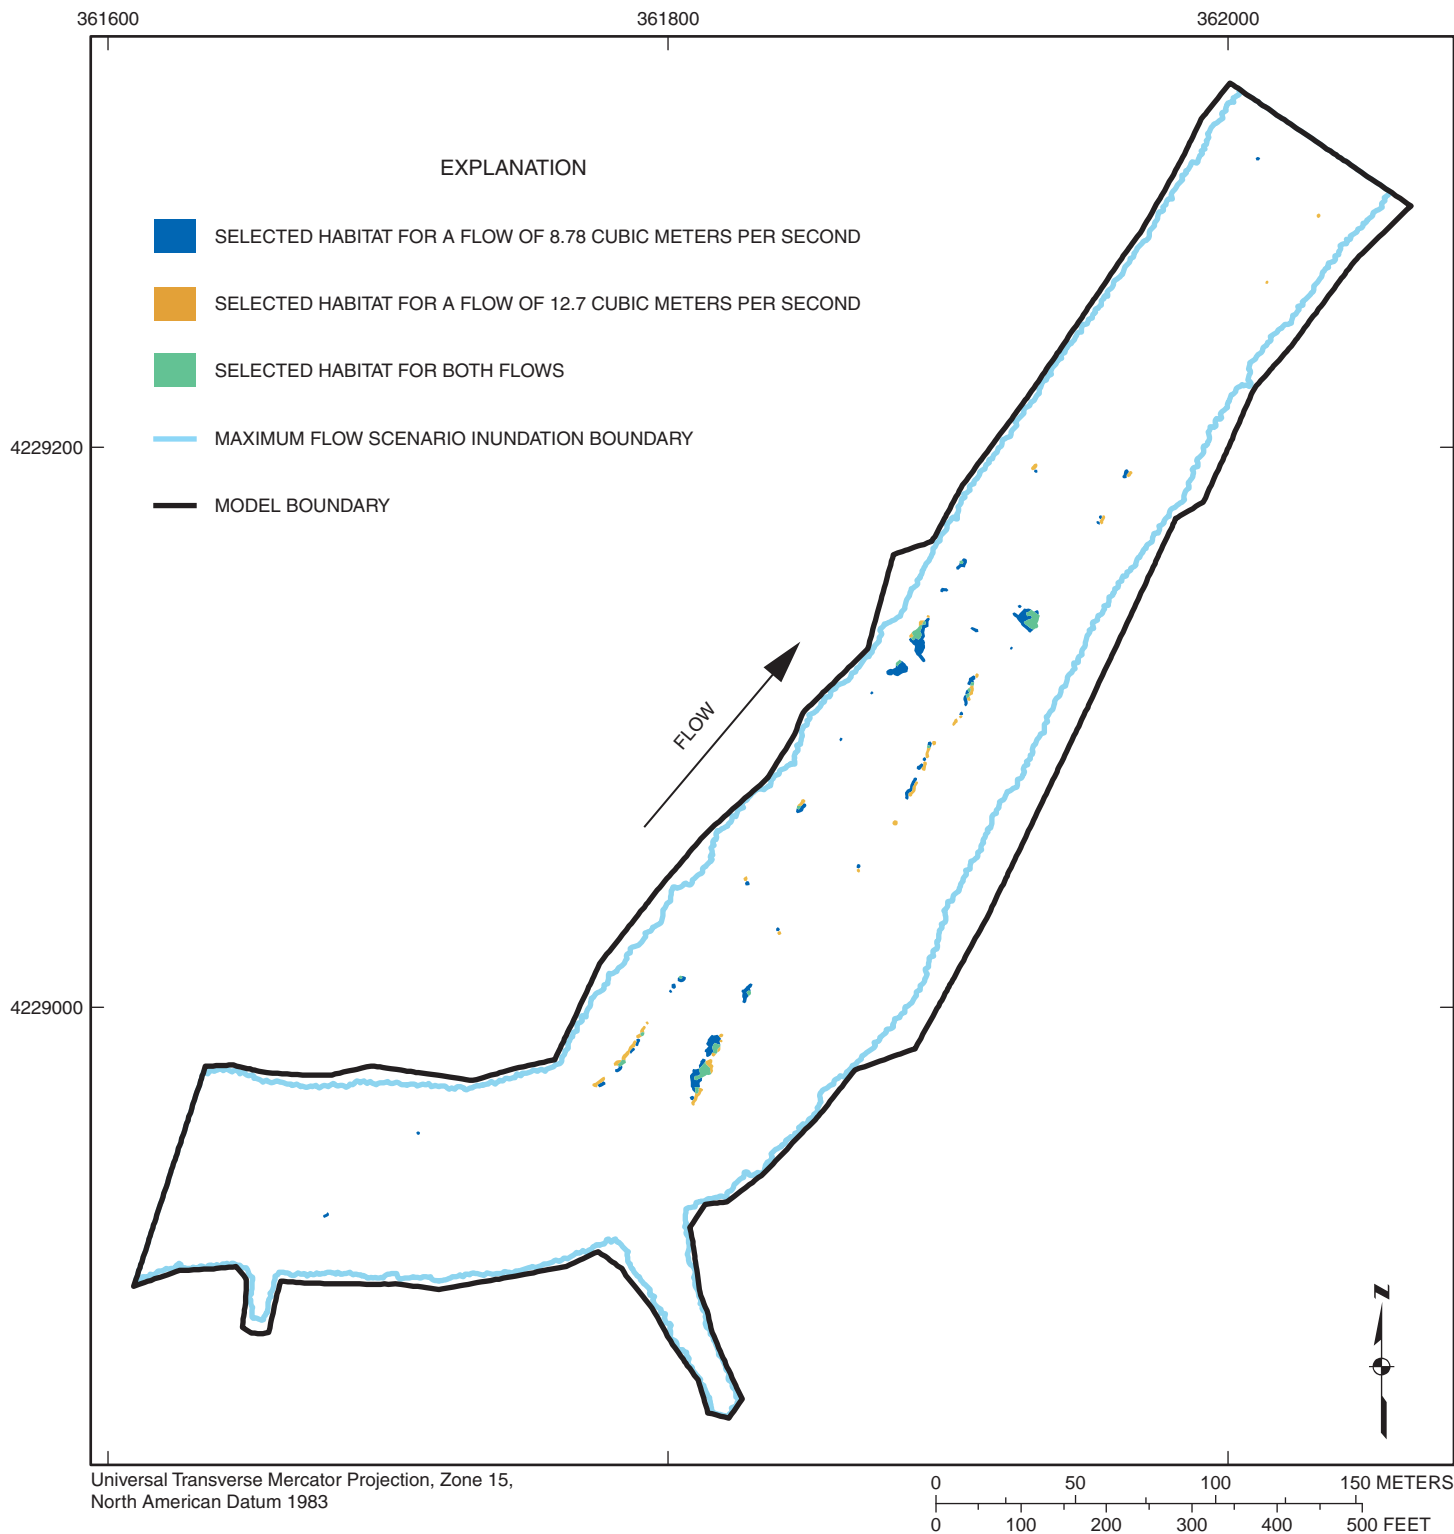 361600 361800 362000
EXPLANATION
SELECTED HABITAT FOR A FLOW OF 8.78 CUBIC METERS PER SECOND
SELECTED HABITAT FOR A FLOW OF 12.7 CUBIC METERS PER SECOND
SELECTED HABITAT FOR BOTH FLOWS
MAXIMUM FLOW SCENARIO INUNDATION BOUNDARY
MODEL BOUNDARY
4229200
FLOW
4229000
N
Universal Transverse Mercator Projection, Zone 15,
North American Datum 1983
0 50 100 150 METERS
0 100 200 300 400 500 FEET